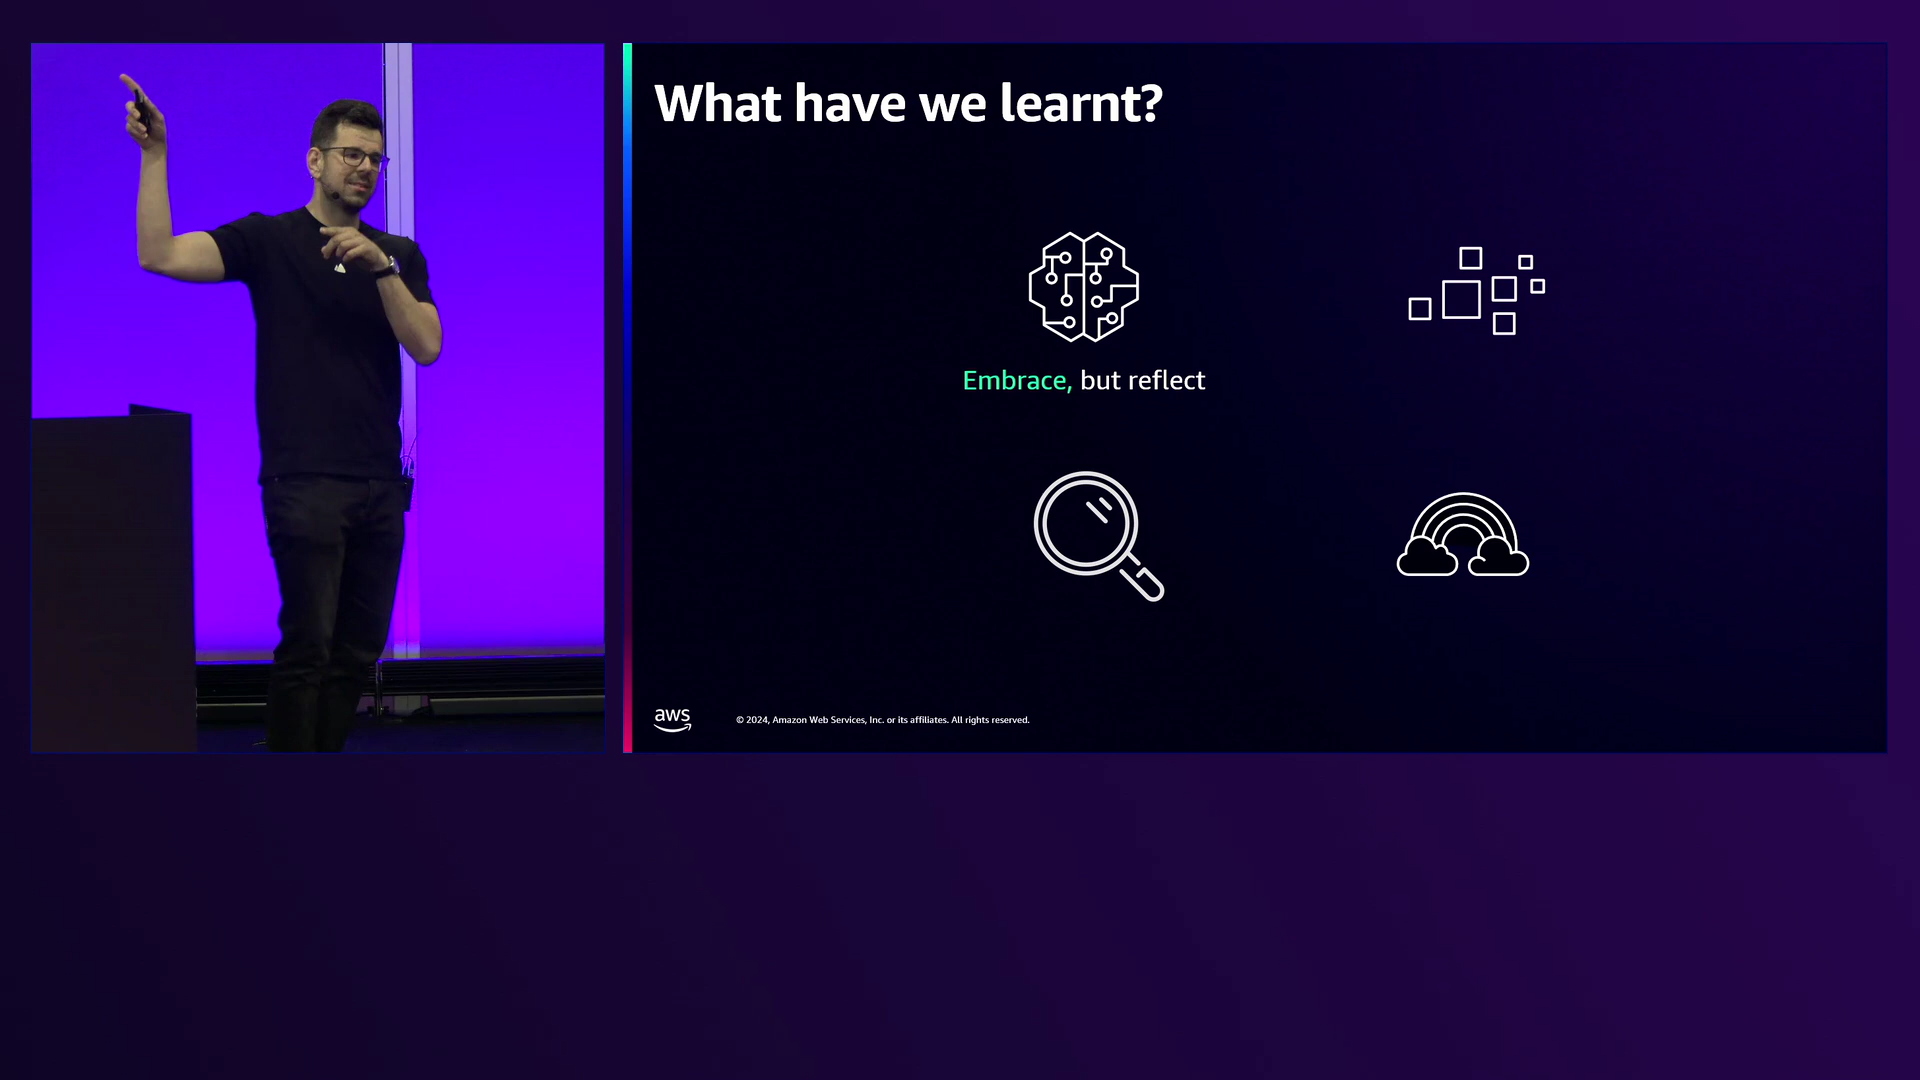 What have we learnt?
Embrace, but reflect
aws
© 2024, Amazon Web Services, Inc. or its affiliates. All rights reserved.